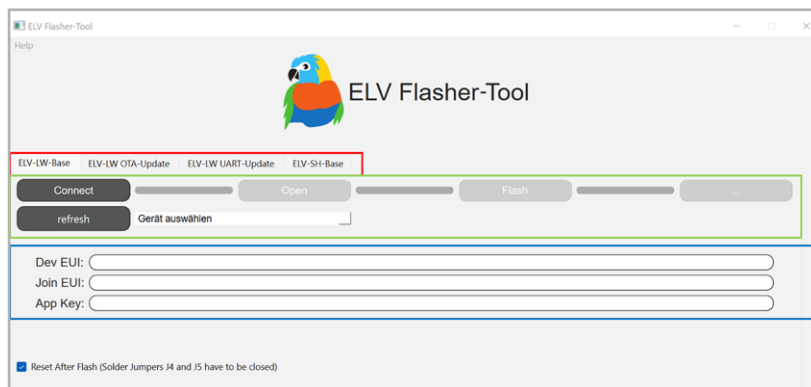 ELV Flasher-Tool
Help
ELV Flasher-Tool
ELV-LW-Base ELV-LW OTA-Update ELV-LW UART-Update ELV-SH-Base
Connect Open Flash ...
refresh Gerät auswählen
Dev EUI:
Join EUI:
App Key:
Reset After Flash (Solder Jumpers J4 and J5 have to be closed)